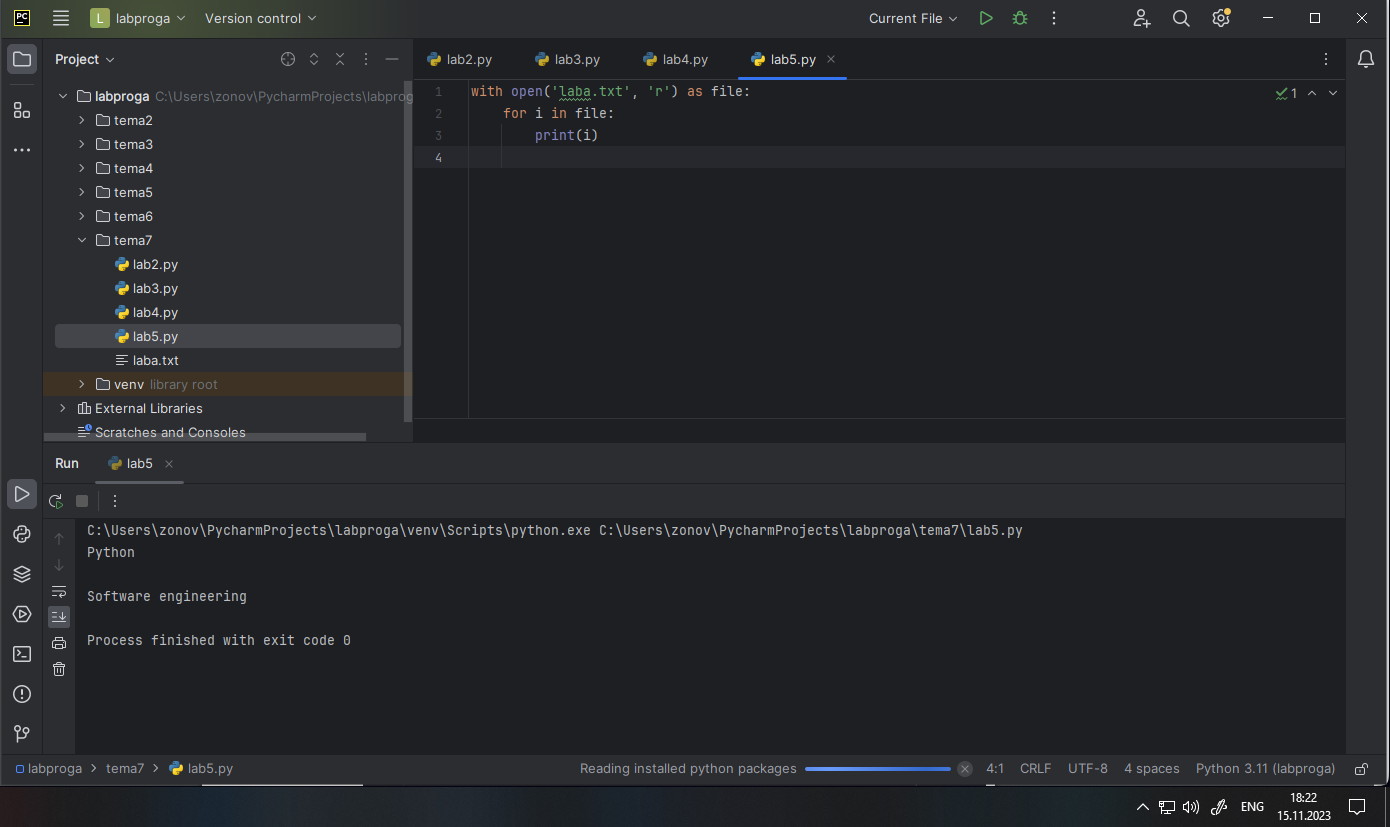 PC L labproga Version control Current File
Project
lab2.py lab3.py lab4.py lab5.py
labproga C:\Users\zonov\PycharmProjects\labprog
tema2
tema3
tema4
tema5
tema6
tema7
lab2.py
lab3.py
lab4.py
lab5.py
laba.txt
venv library root
External Libraries
Scratches and Consoles
1 with open('laba.txt', 'r') as file:
2 for i in file:
3 print(i)
4
1
Run lab5
C:\Users\zonov\PycharmProjects\labproga\venv\Scripts\python.exe C:\Users\zonov\PycharmProjects\labproga\tema7\lab5.py
Python
Software engineering
Process finished with exit code 0
labproga > tema7 > lab5.py Reading installed python packages 4:1 CRLF UTF-8 4 spaces Python 3.11 (labproga)
ENG
18:22
15.11.2023